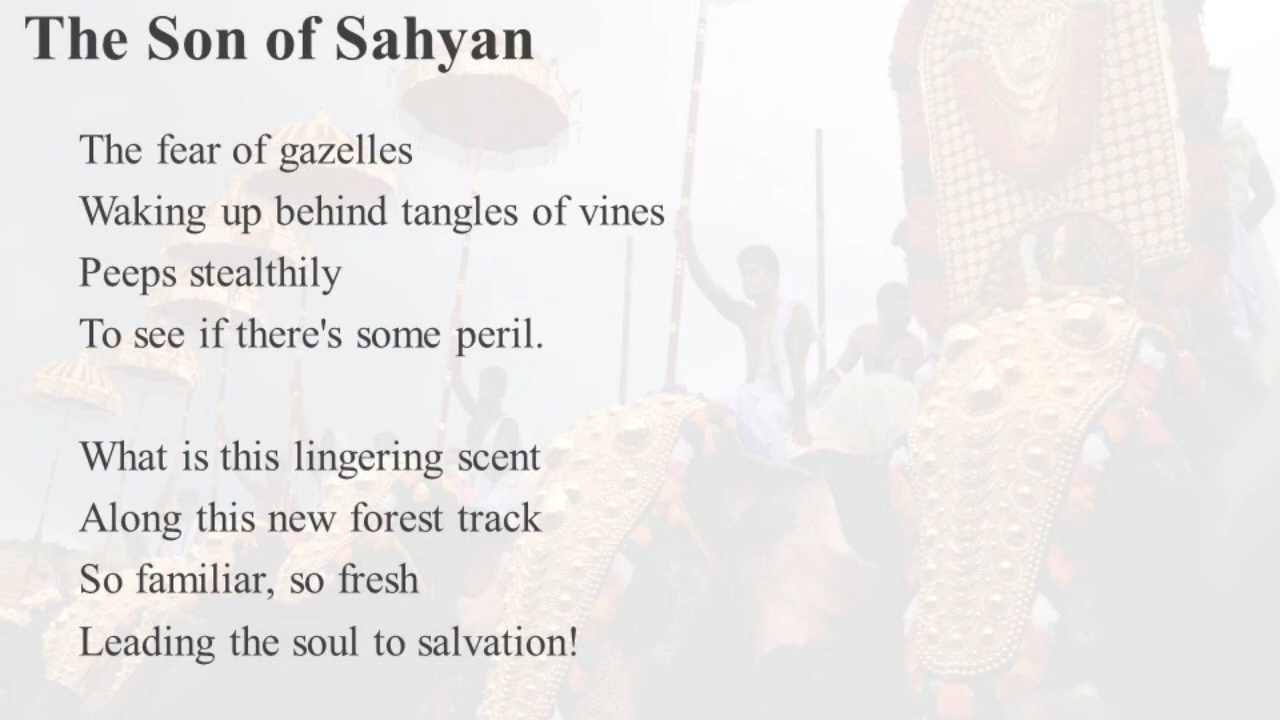 The Son of Sahyan
The fear of gazelles
Waking up behind tangles of vines
Peeps stealthily
To see if there's some peril.
What is this lingering scent
Along this new forest track
So familiar, so fresh
Leading the soul to salvation!